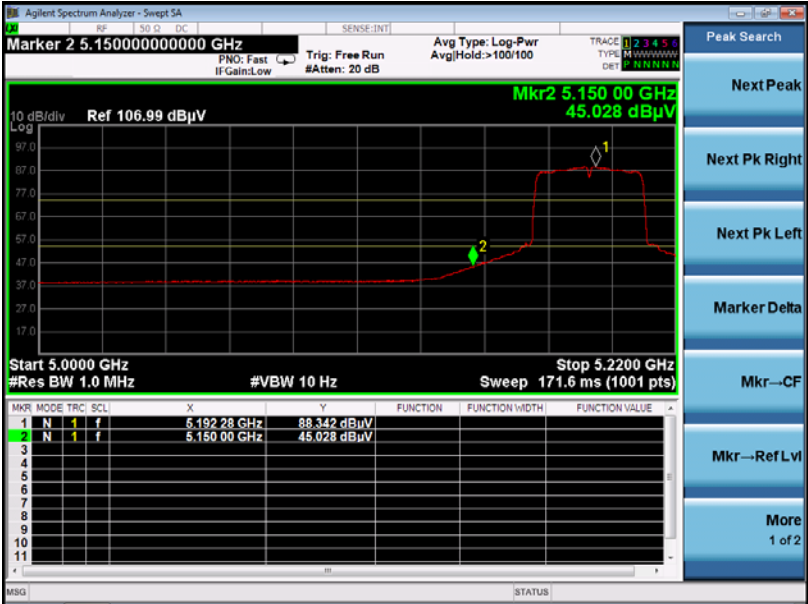 Agilent Spectrum Analyzer - Swept SA
RF 50 Ω DC SENSE:INT
Marker 2 5.150000000000 GHz
PNO: Fast
IFGain:Low
Trig: Free Run
#Atten: 20 dB
Avg Type: Log-Pwr
Avg|Hold:>100/100
TRACE 1 2 3 4 5 6
TYPE M WWWWW
DET P N N N N N
Mkr2 5.150 00 GHz
45.028 dBµV
10 dB/div Ref 106.99 dBµV
Log
97.0
87.0
77.0
67.0
57.0
47.0
37.0
27.0
17.0
1
2
Start 5.0000 GHz Stop 5.2200 GHz
#Res BW 1.0 MHz #VBW 10 Hz Sweep 171.6 ms (1001 pts)
MKR MODE TRC SCL X Y FUNCTION FUNCTION WIDTH FUNCTION VALUE
1 N 1 f 5.192 28 GHz 88.342 dBµV
2 N 1 f 5.150 00 GHz 45.028 dBµV
3
4
5
6
7
8
9
10
11
MSG STATUS
Peak Search
Next Peak
Next Pk Right
Next Pk Left
Marker Delta
Mkr→CF
Mkr→Ref Lvl
More
1 of 2